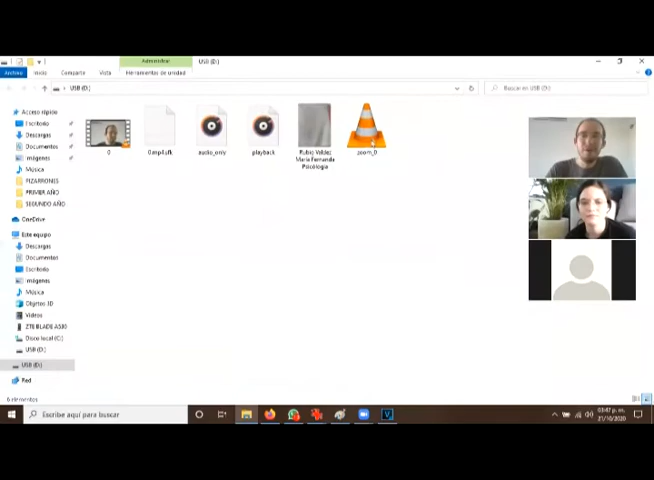 Administrar
USB (D:)
Archivo
Inicio
Compartir
Vista
Herramientas de unidad
USB (D:)
Buscar en USB (D:)
Acceso rápido
Escritorio
Descargas
Documentos
Imágenes
Música
PIZARRONES
PRIMER AÑO
SEGUNDO AÑO
OneDrive
Este equipo
Descargas
Documentos
Escritorio
Imágenes
Música
Objetos 3D
Vídeos
ZTE BLADE A530
Disco local (C:)
USB (D:)
USB (D:)
Red
0
audio_only
playback
Rubio Valdez
María Fernanda
Psicología
zoom_0
6 elementos
Escribe aquí para buscar
03:47 p. m.
21/10/2020